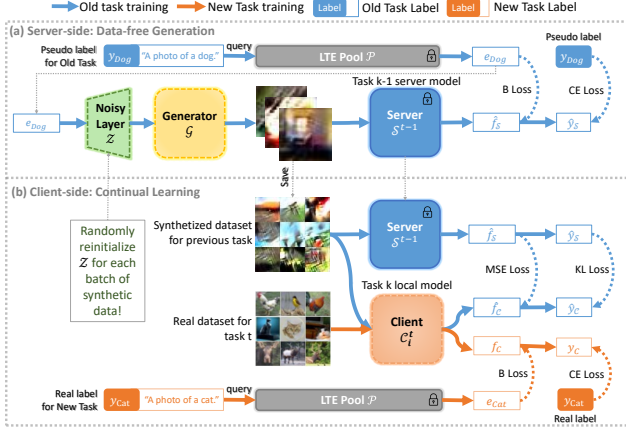 Old task training New Task training Label Old Task Label Label New Task Label
(a) Server-side: Data-free Generation
Pseudo label
for Old Task
y_Dog "A photo of a dog." query LTE Pool 𝒫 e_Dog
Pseudo label
y_Dog
Task k-1 server model
B Loss
CE Loss
e_Dog
Noisy
Layer
𝒵
Generator
𝒢
Server
𝒮^{t-1}
f̂_S
ŷ_S
Save
(b) Client-side: Continual Learning
Randomly
reinitialize
𝒵 for each
batch of
synthetic
data!
Synthetized dataset
for previous task
Server
𝒮^{t-1}
f̂_S
ŷ_S
MSE Loss
KL Loss
Task k local model
Real dataset for
task t
Client
𝒞_i^t
f̂_C
ŷ_C
f_C
y_C
B Loss
CE Loss
Real label
for New Task
y_Cat "A photo of a cat." query LTE Pool 𝒫 e_Cat
y_Cat
Real label